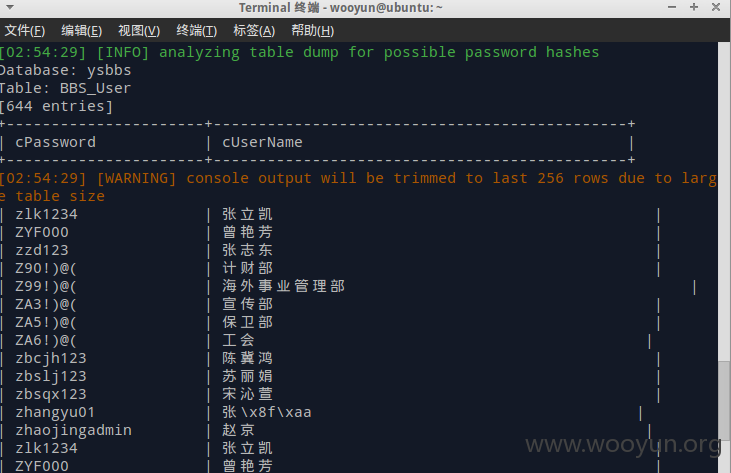 Terminal 终端 - wooyun@ubuntu: ~
文件(F) 编辑(E) 视图(V) 终端(T) 标签(A) 帮助(H)
[02:54:29] [INFO] analyzing table dump for possible password hashes
Database: ysbbs
Table: BBS_User
[644 entries]
+----------------------+----------------------------------------------+
| cPassword | cUserName |
+----------------------+----------------------------------------------+
[02:54:29] [WARNING] console output will be trimmed to last 256 rows due to larg
e table size
| zlk1234 | 张立凯 |
| ZYF000 | 曾艳芳 |
| zzd123 | 张志东 |
| Z90!)@( | 计财部 |
| Z99!)@( | 海外事业管理部 |
| ZA3!)@( | 宣传部 |
| ZA5!)@( | 保卫部 |
| ZA6!)@( | 工会 |
| zbcjh123 | 陈冀鸿 |
| zbslj123 | 苏丽娟 |
| zbsqx123 | 宋沁萱 |
| zhangyu01 | 张\x8f\xaa |
| zhaojingadmin | 赵京 |
| zlk1234 | 张立凯 |
| ZYF000 | 曾艳芳 |
www.wooyun.org